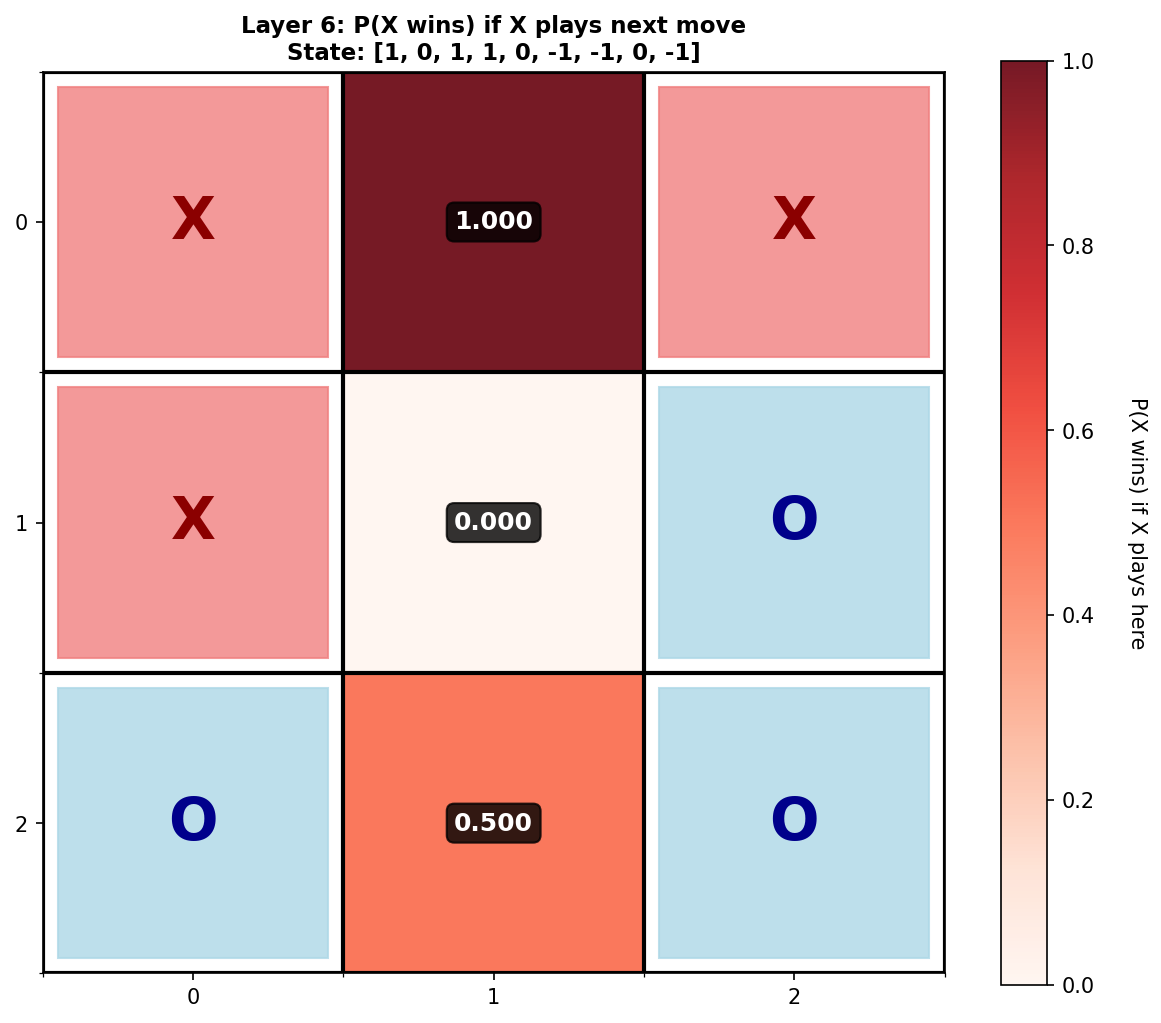 Layer 6: P(X wins) if X plays next move
State: [1, 0, 1, 1, 0, -1, -1, 0, -1]
0
X
1.000
X
1
X
0.000
O
2
O
0.500
O
0
1
2
1.0
0.8
0.6
0.4
0.2
0.0
P(X wins) if X plays here